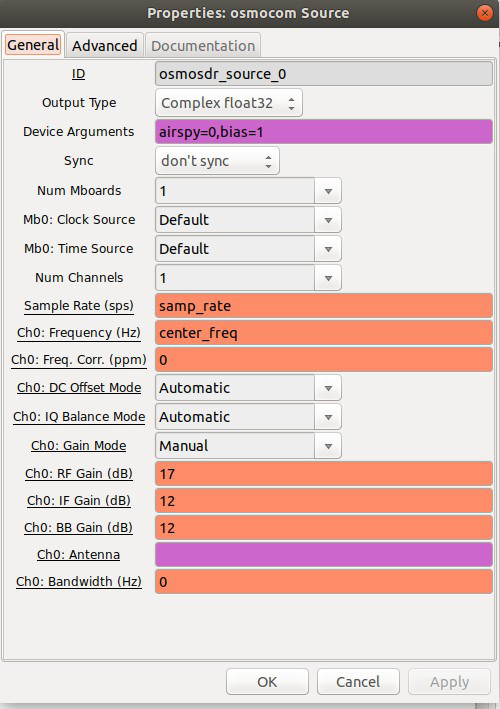 Properties: osmocom Source
General Advanced Documentation
ID osmosdr_source_0
Output Type Complex float32
Device Arguments airspy=0,bias=1
Sync don't sync
Num Mboards 1
Mb0: Clock Source Default
Mb0: Time Source Default
Num Channels 1
Sample Rate (sps) samp_rate
Ch0: Frequency (Hz) center_freq
Ch0: Freq. Corr. (ppm) 0
Ch0: DC Offset Mode Automatic
Ch0: IQ Balance Mode Automatic
Ch0: Gain Mode Manual
Ch0: RF Gain (dB) 17
Ch0: IF Gain (dB) 12
Ch0: BB Gain (dB) 12
Ch0: Antenna
Ch0: Bandwidth (Hz) 0
OK Cancel Apply